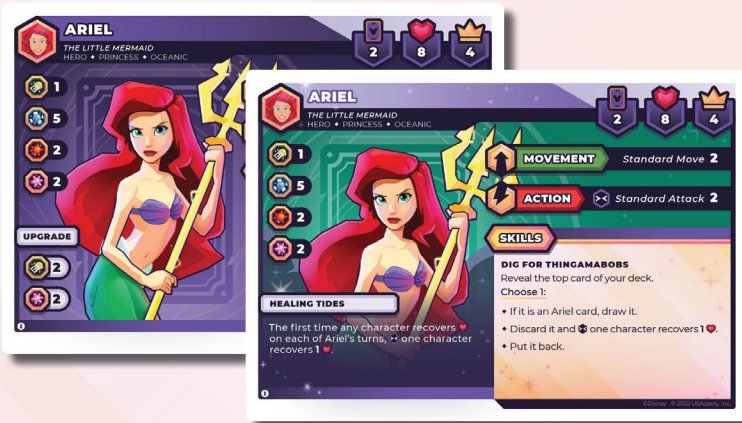 ARIEL
THE LITTLE MERMAID
HERO ✦ PRINCESS ✦ OCEANIC
2 8 4
1
5
2
2
UPGRADE
2
2
ARIEL
THE LITTLE MERMAID
HERO ✦ PRINCESS ✦ OCEANIC
2 8 4
1
5
2
2
MOVEMENT Standard Move 2
ACTION Standard Attack 2
SKILLS
DIG FOR THINGAMABOBS
Reveal the top card of your deck.
Choose 1:
✦ If it is an Ariel card, draw it.
✦ Discard it and one character recovers 1 ♥.
✦ Put it back.
HEALING TIDES
The first time any character recovers ♥
on each of Ariel's turns, one character
recovers 1 ♥.
©Disney © 2022 USAopoly, Inc.